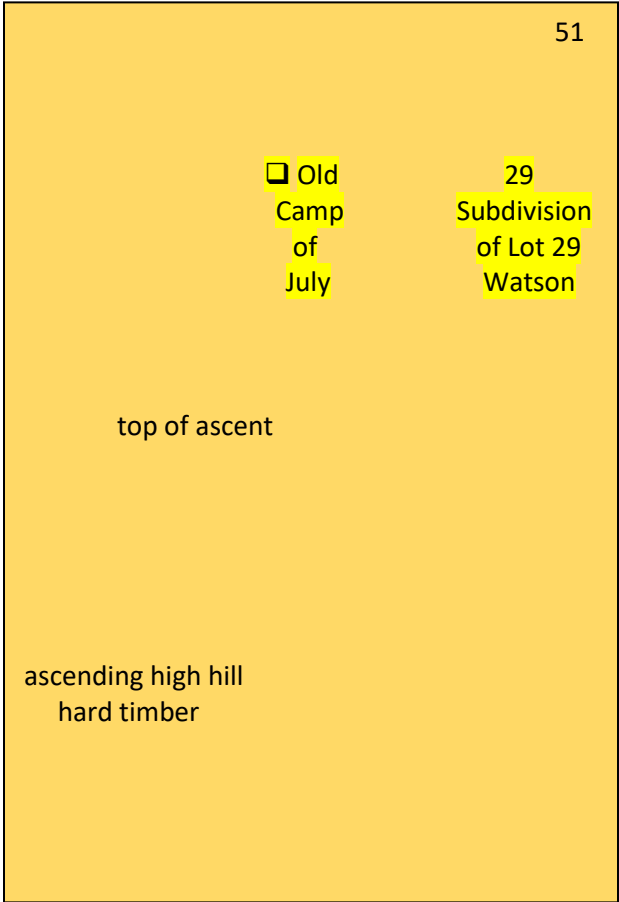 51
❑ Old 29
Camp Subdivision
of of Lot 29
July Watson
top of ascent
ascending high hill
hard timber